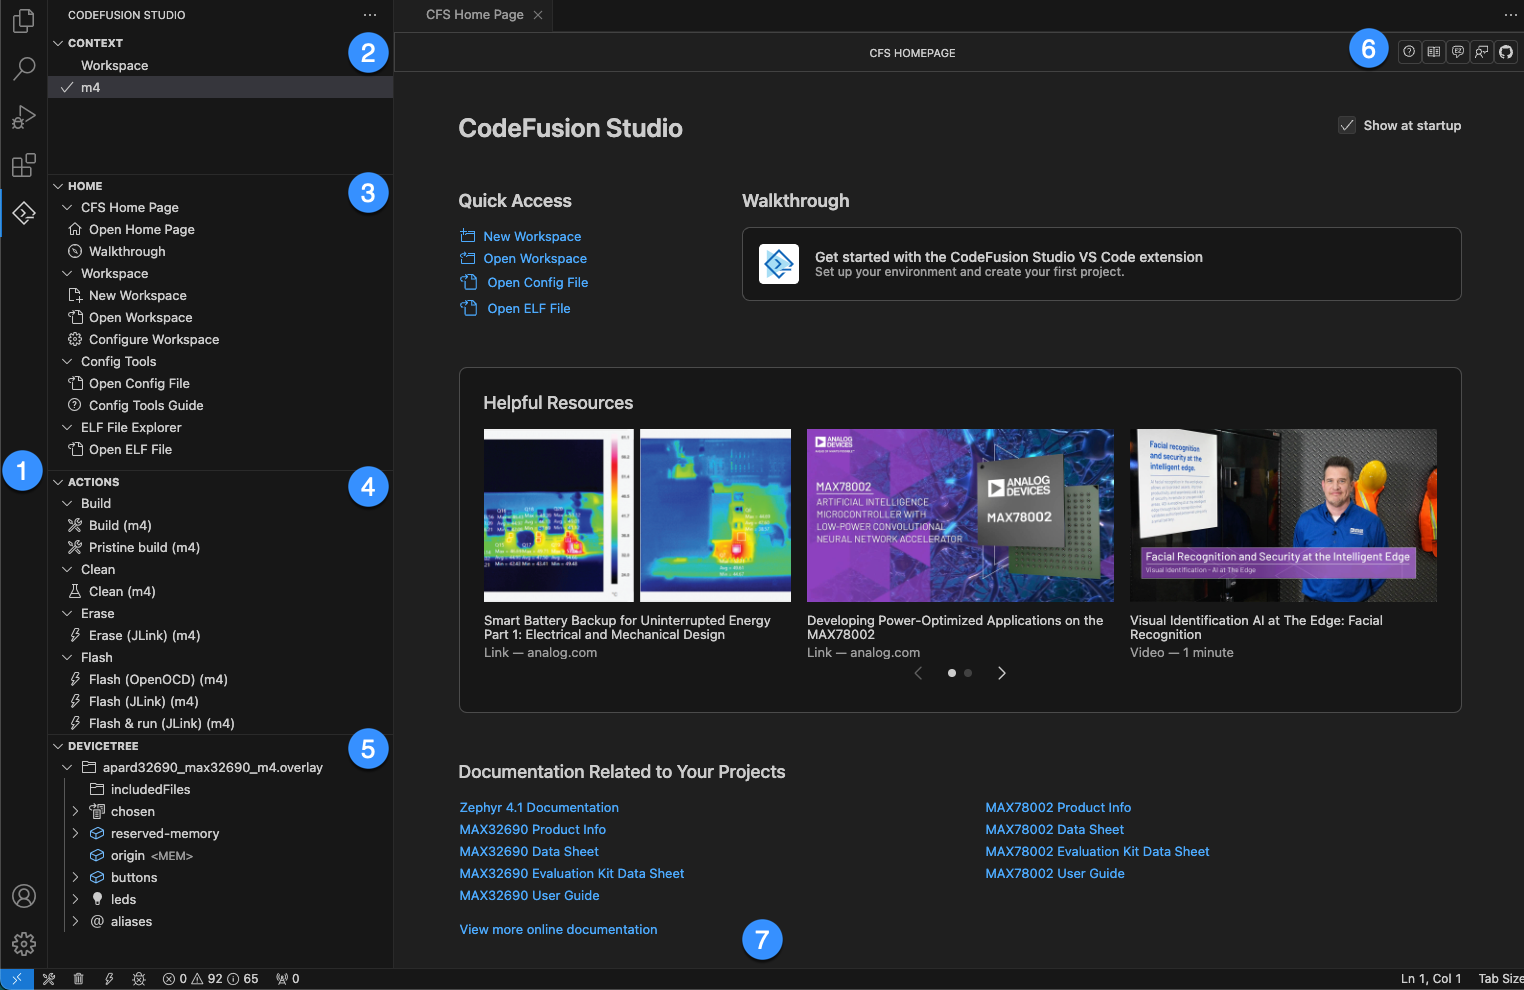 CODEFUSION STUDIO
CFS Home Page
CONTEXT
2
Workspace
m4
CFS HOMEPAGE
6
CodeFusion Studio
Show at startup
HOME
3
CFS Home Page
Open Home Page
Walkthrough
Workspace
New Workspace
Open Workspace
Configure Workspace
Config Tools
Open Config File
Config Tools Guide
ELF File Explorer
Open ELF File
1
ACTIONS
4
Build
Build (m4)
Pristine build (m4)
Clean
Clean (m4)
Erase
Erase (JLink) (m4)
Flash
Flash (OpenOCD) (m4)
Flash (JLink) (m4)
Flash & run (JLink) (m4)
DEVICETREE
5
apard32690_max32690_m4.overlay
includedFiles
chosen
reserved-memory
origin <MEM>
buttons
leds
@ aliases
Quick Access
New Workspace
Open Workspace
Open Config File
Open ELF File
Walkthrough
Get started with the CodeFusion Studio VS Code extension
Set up your environment and create your first project.
Helpful Resources
ANALOG
DEVICES
MAX78002
ARTIFICIAL INTELLIGENCE
MICROCONTROLLER WITH
LOW-POWER CONVOLUTIONAL
NEURAL NETWORK ACCELERATOR
ANALOG
DEVICES
MAX78002
Facial recognition
and security at the
intelligent edge.
Facial Recognition and Security at the Intelligent Edge
Visual Identification - AI at The Edge
Smart Battery Backup for Uninterrupted Energy
Part 1: Electrical and Mechanical Design
Link — analog.com
Developing Power-Optimized Applications on the
MAX78002
Link — analog.com
Visual Identification AI at The Edge: Facial
Recognition
Video — 1 minute
Documentation Related to Your Projects
Zephyr 4.1 Documentation
MAX32690 Product Info
MAX32690 Data Sheet
MAX32690 Evaluation Kit Data Sheet
MAX32690 User Guide
MAX78002 Product Info
MAX78002 Data Sheet
MAX78002 Evaluation Kit Data Sheet
MAX78002 User Guide
View more online documentation
7
0 92 65 0
Ln 1, Col 1 Tab Size